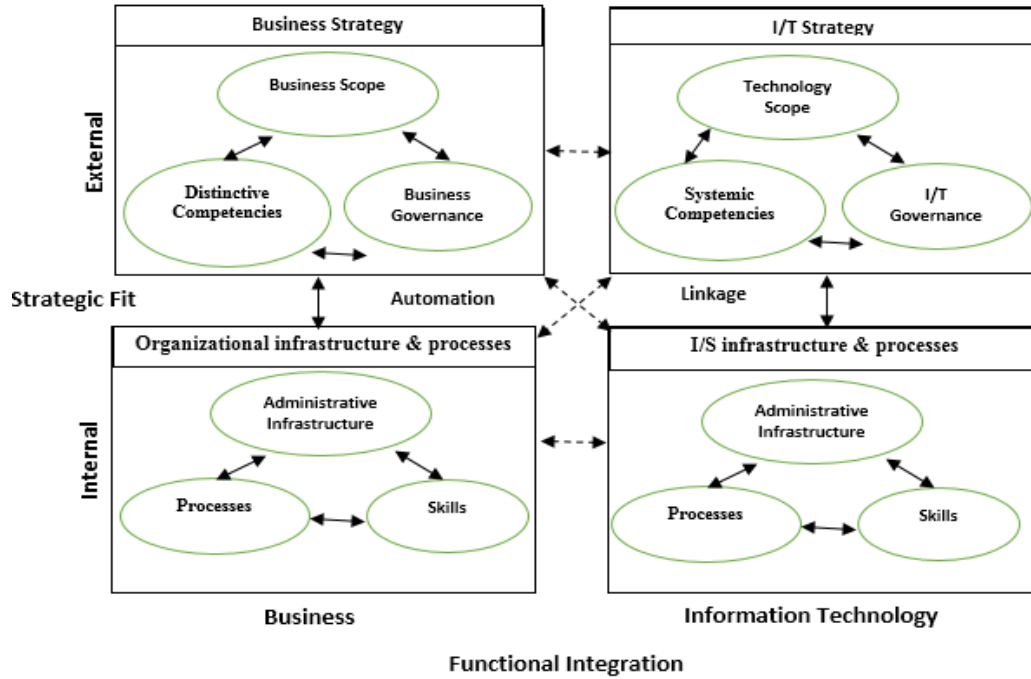 Business Strategy
I/T Strategy
Business Scope
Technology
Scope
External
Distinctive
Competencies
Business
Governance
Systemic
Competencies
I/T
Governance
Strategic Fit
Automation
Linkage
Organizational infrastructure & processes
I/S infrastructure & processes
Administrative
Infrastructure
Administrative
Infrastructure
Internal
Processes
Skills
Processes
Skills
Business
Information Technology
Functional Integration